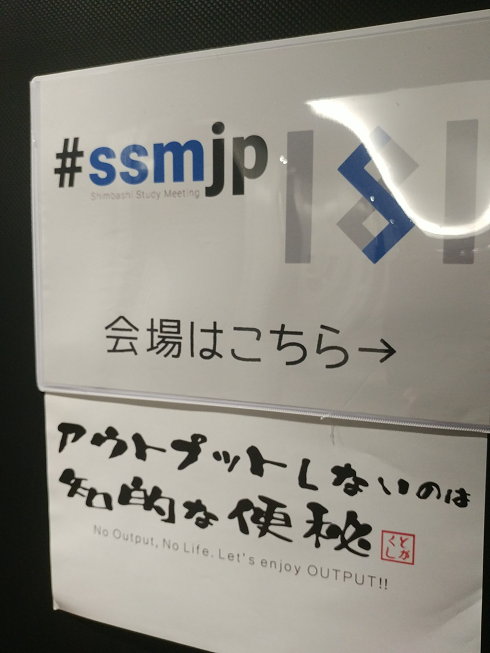 #ssmjp
Shimbashi Study Meeting
会場はこちら→
アウトプットしないのは
知的な便秘
とがくし
No Output, No Life. Let's enjoy OUTPUT!!